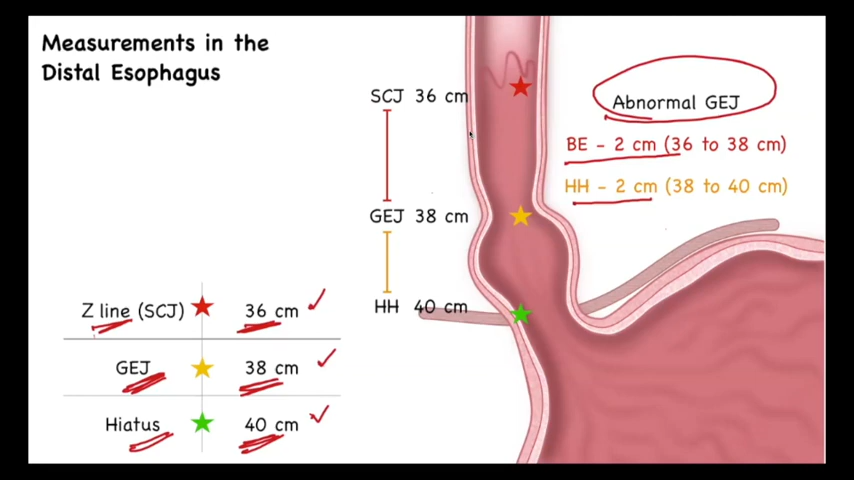 Measurements in the
Distal Esophagus
SCJ 36 cm
GEJ 38 cm
HH 40 cm
Abnormal GEJ
BE - 2 cm (36 to 38 cm)
HH - 2 cm (38 to 40 cm)
Z line (SCJ) 36 cm
GEJ 38 cm
Hiatus 40 cm